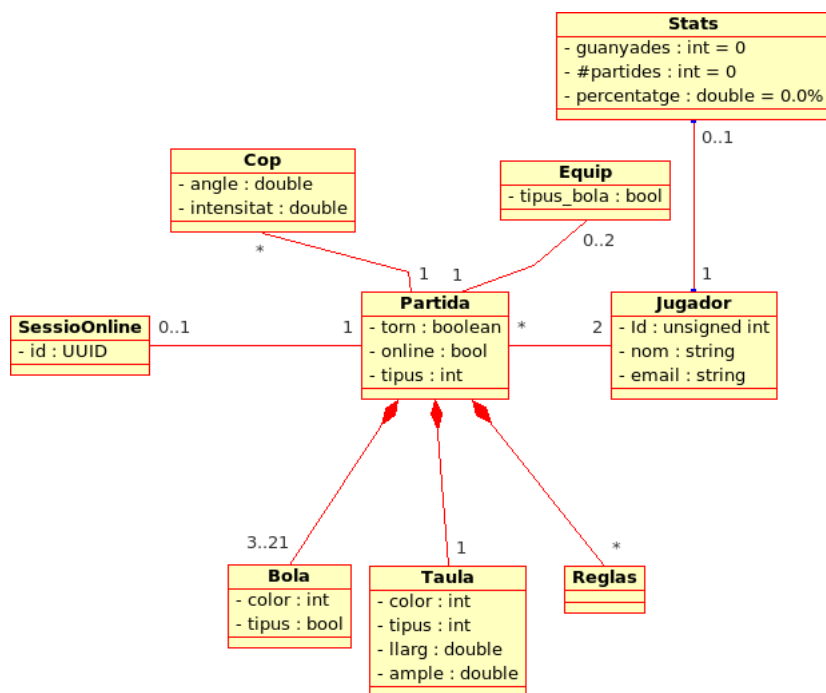 Stats
- guanyades : int = 0
- #partides : int = 0
- percentatge : double = 0.0%
0..1
Cop
- angle : double
- intensitat : double
*
1
Equip
- tipus_bola : bool
0..2
1
SessioOnline
- id : UUID
0..1
1
Partida
- torn : boolean
- online : bool
- tipus : int
*
2
1
Jugador
- Id : unsigned int
- nom : string
- email : string
3..21
1
*
Bola
- color : int
- tipus : bool
Taula
- color : int
- tipus : int
- llarg : double
- ample : double
Reglas